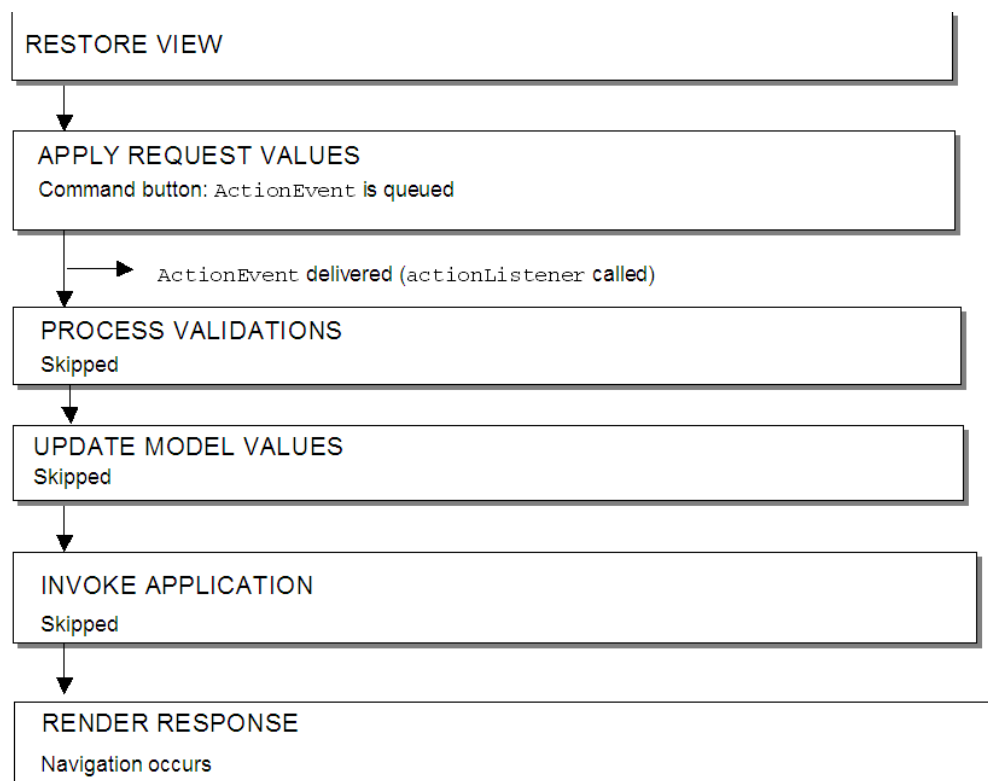 RESTORE VIEW
APPLY REQUEST VALUES
Command button: ActionEvent is queued
ActionEvent delivered (actionListener called)
PROCESS VALIDATIONS
Skipped
UPDATE MODEL VALUES
Skipped
INVOKE APPLICATION
Skipped
RENDER RESPONSE
Navigation occurs